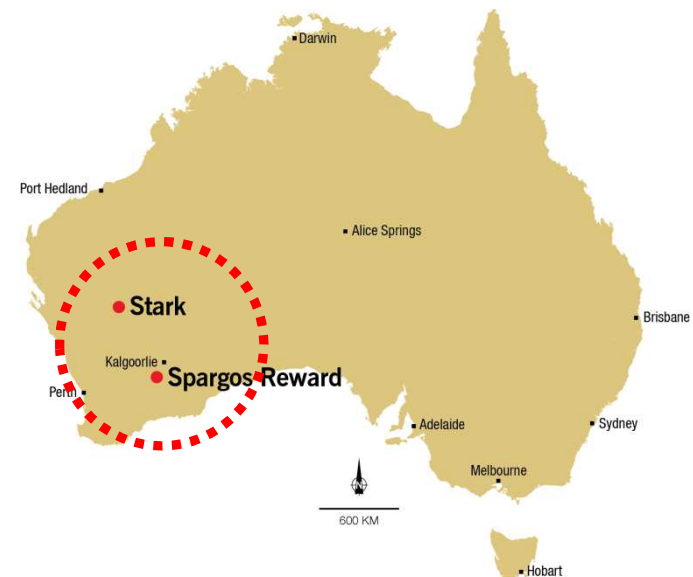 Darwin
Port Hedland
Alice Springs
Stark
Brisbane
Kalgoorlie
Spargos Reward
Perth
Adelaide
Sydney
Melbourne
N
600 KM
Hobart